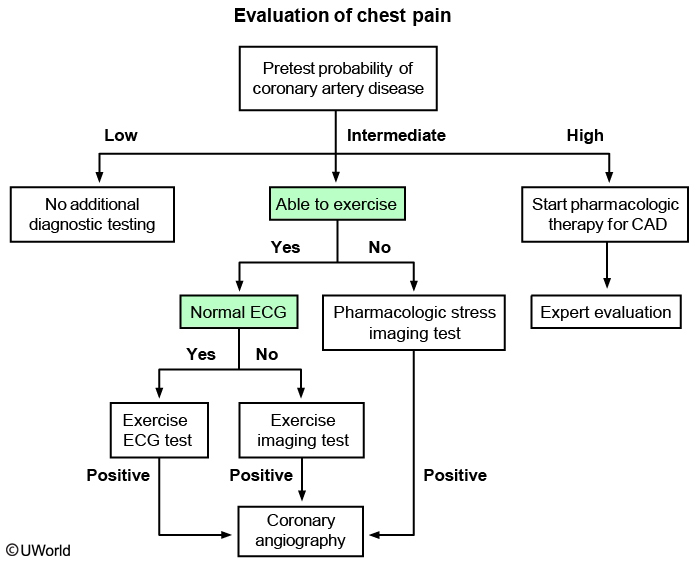 Evaluation of chest pain
Pretest probability of
coronary artery disease
Low
Intermediate
High
No additional
diagnostic testing
Able to exercise
Start pharmacologic
therapy for CAD
Yes
No
Normal ECG
Pharmacologic stress
imaging test
Expert evaluation
Yes
No
Exercise
ECG test
Exercise
imaging test
Positive
Positive
Positive
Coronary
angiography
©UWorld